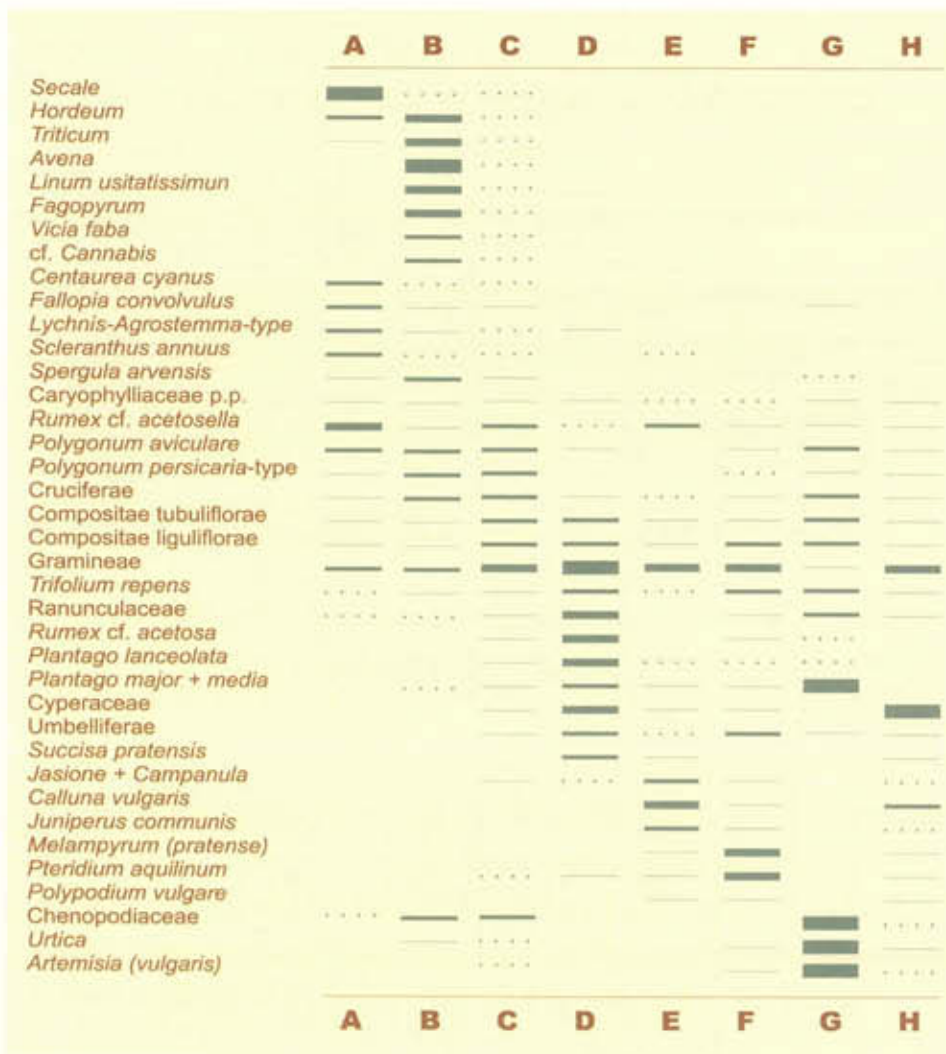 A B C D E F G H
Secale
Hordeum
Triticum
Avena
Linum usitatissimun
Fagopyrum
Vicia faba
cf. Cannabis
Centaurea cyanus
Fallopia convolvulus
Lychnis-Agrostemma-type
Scleranthus annuus
Spergula arvensis
Caryophylliaceae p.p.
Rumex cf. acetosella
Polygonum aviculare
Polygonum persicaria-type
Cruciferae
Compositae tubuliflorae
Compositae liguliflorae
Gramineae
Trifolium repens
Ranunculaceae
Rumex cf. acetosa
Plantago lanceolata
Plantago major + media
Cyperaceae
Umbelliferae
Succisa pratensis
Jasione + Campanula
Calluna vulgaris
Juniperus communis
Melampyrum (pratense)
Pteridium aquilinum
Polypodium vulgare
Chenopodiaceae
Urtica
Artemisia (vulgaris)
A B C D E F G H